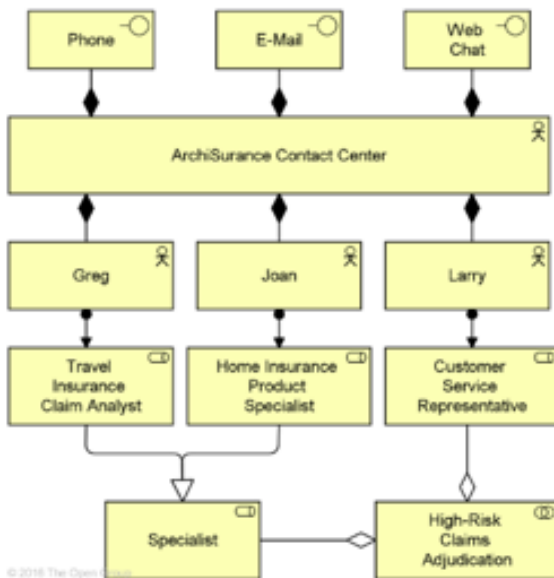 Phone
E-Mail
Web
Chat
ArchiSurance Contact Center
Greg
Joan
Larry
Travel
Insurance
Claim Analyst
Home Insurance
Product
Specialist
Customer
Service
Representative
Specialist
High-Risk
Claims
Adjudication
© 2016 The Open Group